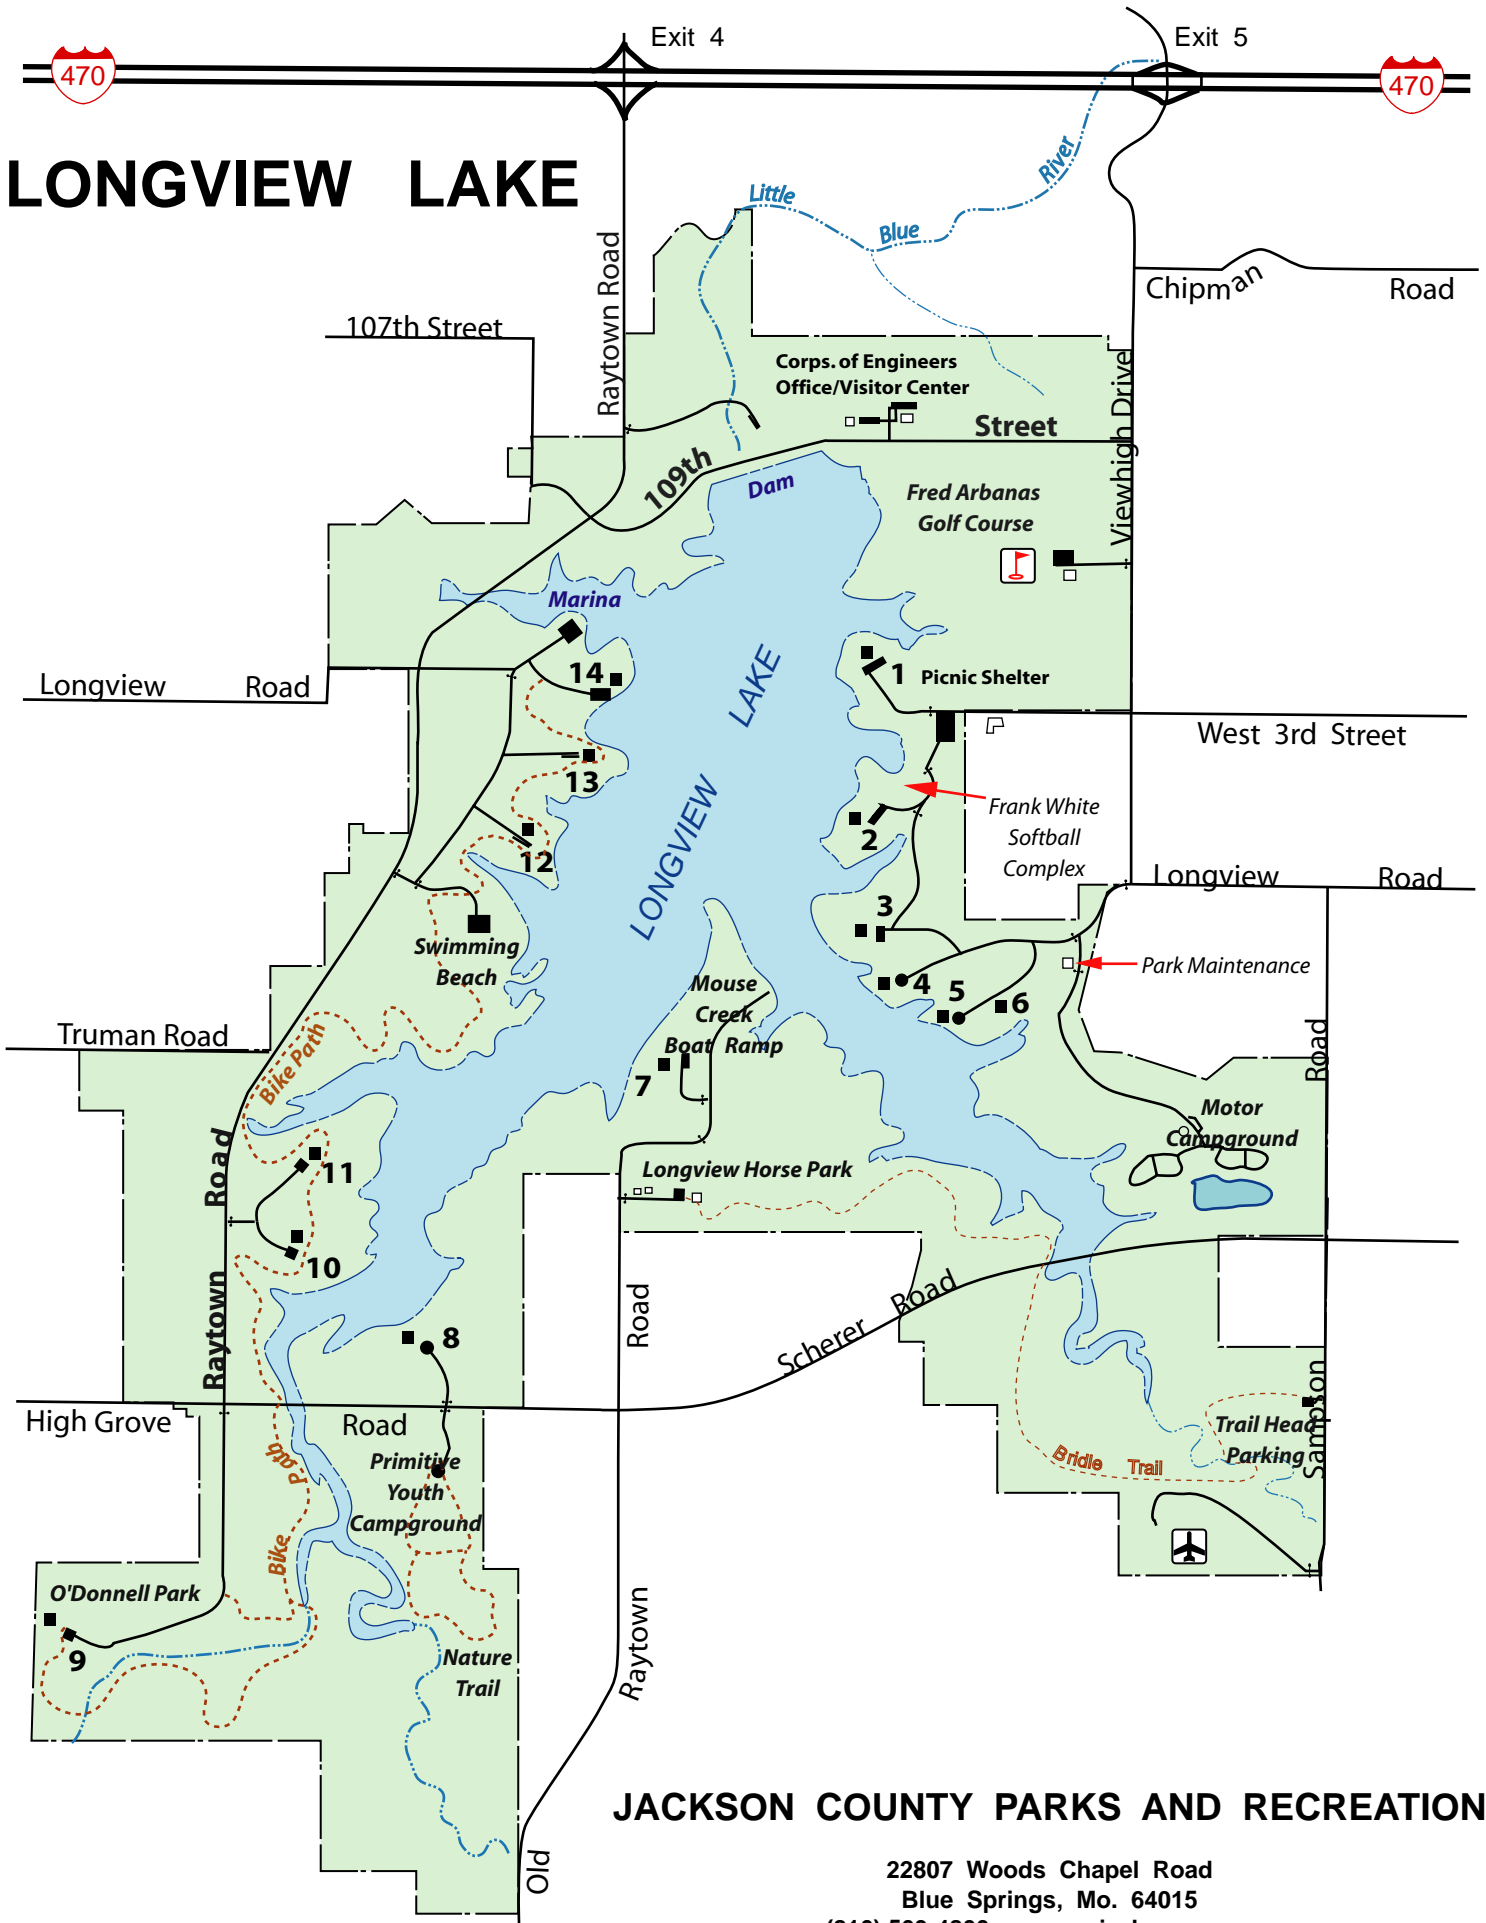 Exit 4
Exit 5
470
470
LONGVIEW LAKE
Little
Blue
River
Raytown Road
Chipman Road
107th Street
Corps. of Engineers
Office/Visitor Center
Viewhigh Drive
109th Street
Dam
Fred Arbanas
Golf Course
Marina
14
1 Picnic Shelter
Longview Road
LONGVIEW LAKE
West 3rd Street
13
Frank White
Softball
Complex
2
12
Longview Road
3
Swimming
Beach
Park Maintenance
4
5
6
Mouse
Creek
Boat Ramp
7
Truman Road
Bike Path
Motor
Campground
Raytown Road
11
Longview Horse Park
10
Scherer Road
8
High Grove Road
Bike Path
Primitive
Youth
Campground
Trail Head
Parking
Bridle Trail
Sampson Road
O'Donnell Park
9
Nature
Trail
Old Raytown Road
JACKSON COUNTY PARKS AND RECREATION
22807 Woods Chapel Road
Blue Springs, Mo. 64015